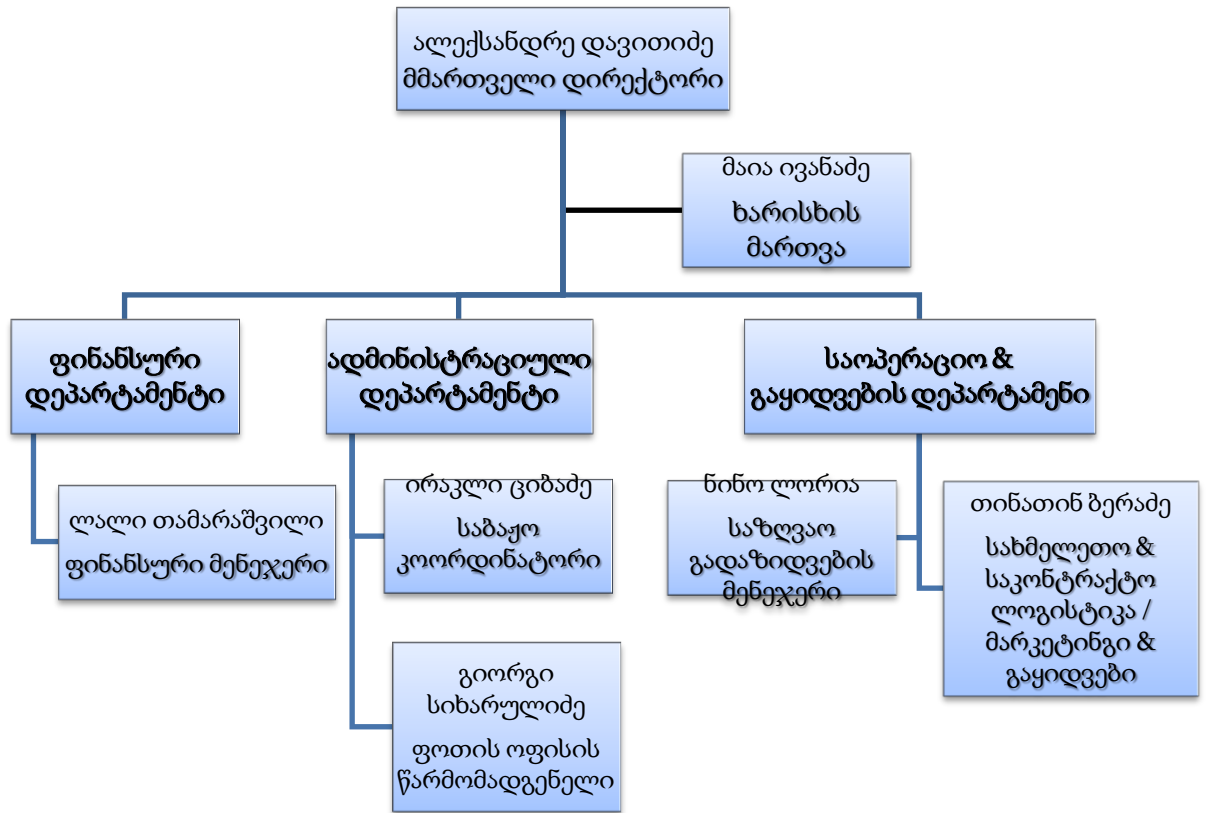 ალექსანდრე დავითიძე
მმართველი დირექტორი
მაია ივანაძე
ხარისხის
მართვა
ფინანსური
დეპარტამენტი
ადმინისტრაციული
დეპარტამენტი
საოპერაციო &
გაყიდვების დეპარტამენი
ლალი თამარაშვილი
ფინანსური მენეჯერი
ირაკლი ციბაძე
საბაჟო
კოორდინატორი
გიორგი
სიხარულიძე
ფოთის ოფისის
წარმომადგენელი
ნინო ლორია
საზღვაო
გადაზიდვების
მენეჯერი
თინათინ ბერაძე
სახმელეთო &
საკონტრაქტო
ლოგისტიკა /
მარკეტინგი &
გაყიდვები